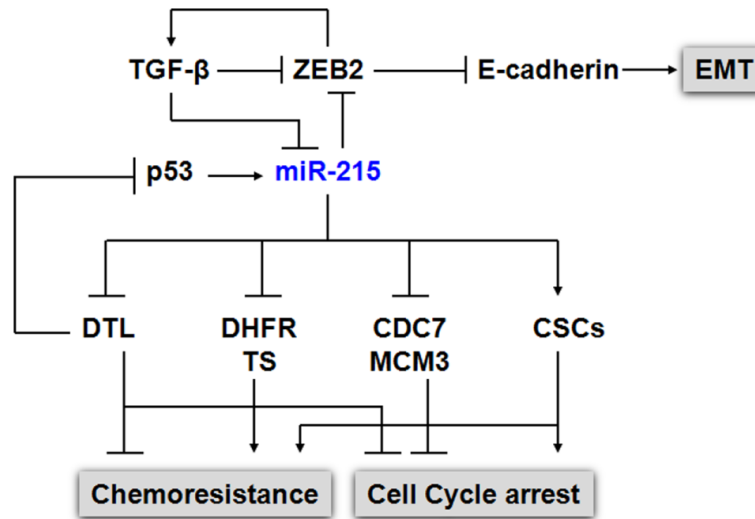 TGF-β ZEB2 E-cadherin EMT
p53 miR-215
DTL DHFR CDC7 CSCs
TS MCM3
Chemoresistance Cell Cycle arrest